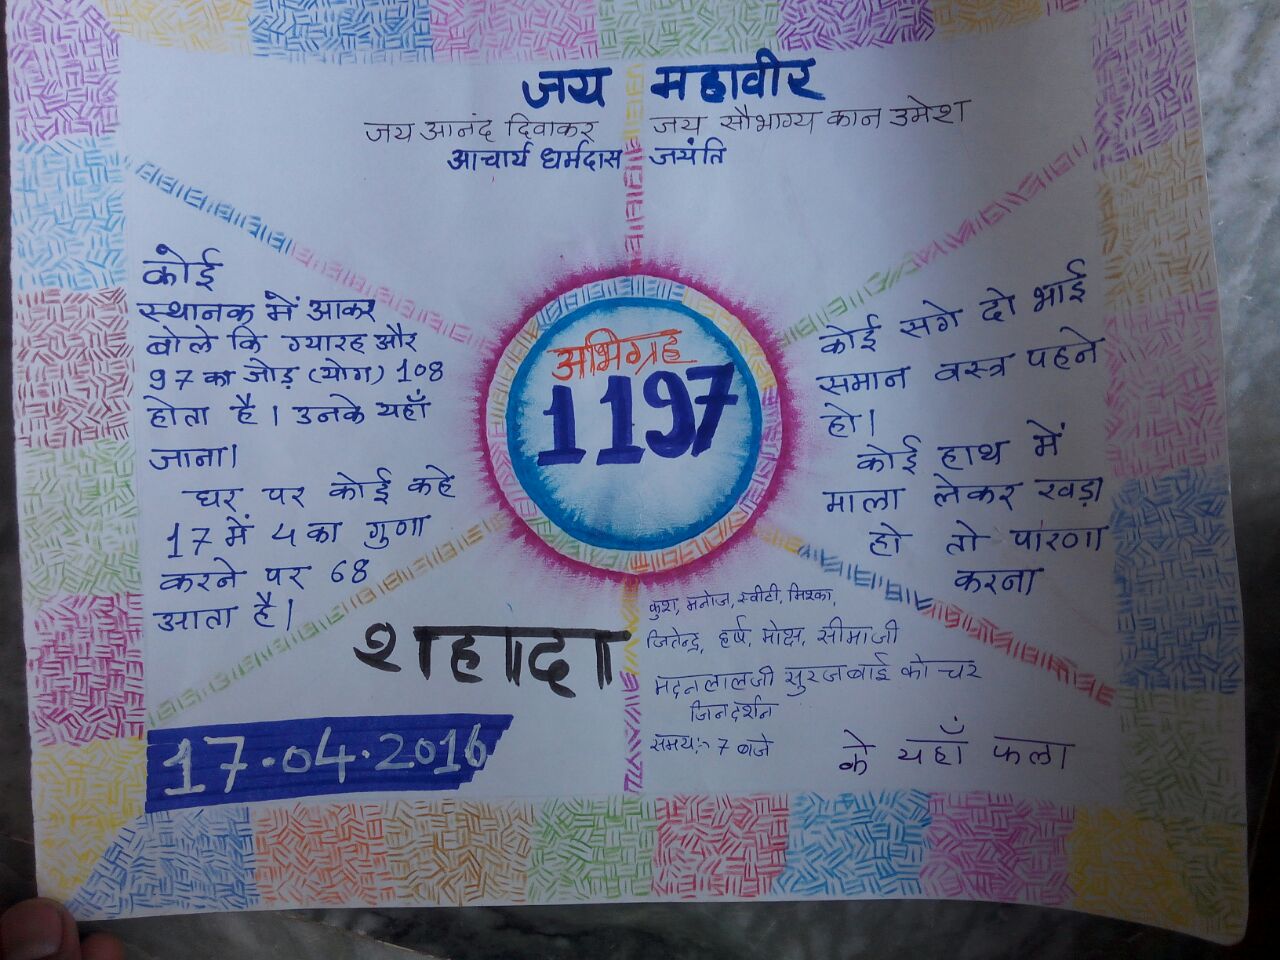 जय महावीर
जय आनंद दिवाकर जय सौभाग्य कान उमेश
आचार्य धर्मदास जयंति
कोई
स्थानक में आकर
बोले कि ग्यारह और
97 का जोड़ (योग) 108
होता है। उनके यहाँ
जाना।
घर पर कोई कहे
17 में 4 का गुणा
करने पर 68
आता है।
अभिग्रह
1197
कोई सगे दो भाई
समान वस्त्र पहने
हो।
कोई हाथ में
माला लेकर खड़ा
हो तो पारणा
करना
शहादा
17.04.2016
कुश, मनोज, स्वीटी, मिश्का,
जितेन्द्र, हर्ष, मोक्ष, सीमाजी
मदनलालजी सुरजबाई कोचर
जिनदर्शन
समय:- 7 बजे
के यहाँ फला